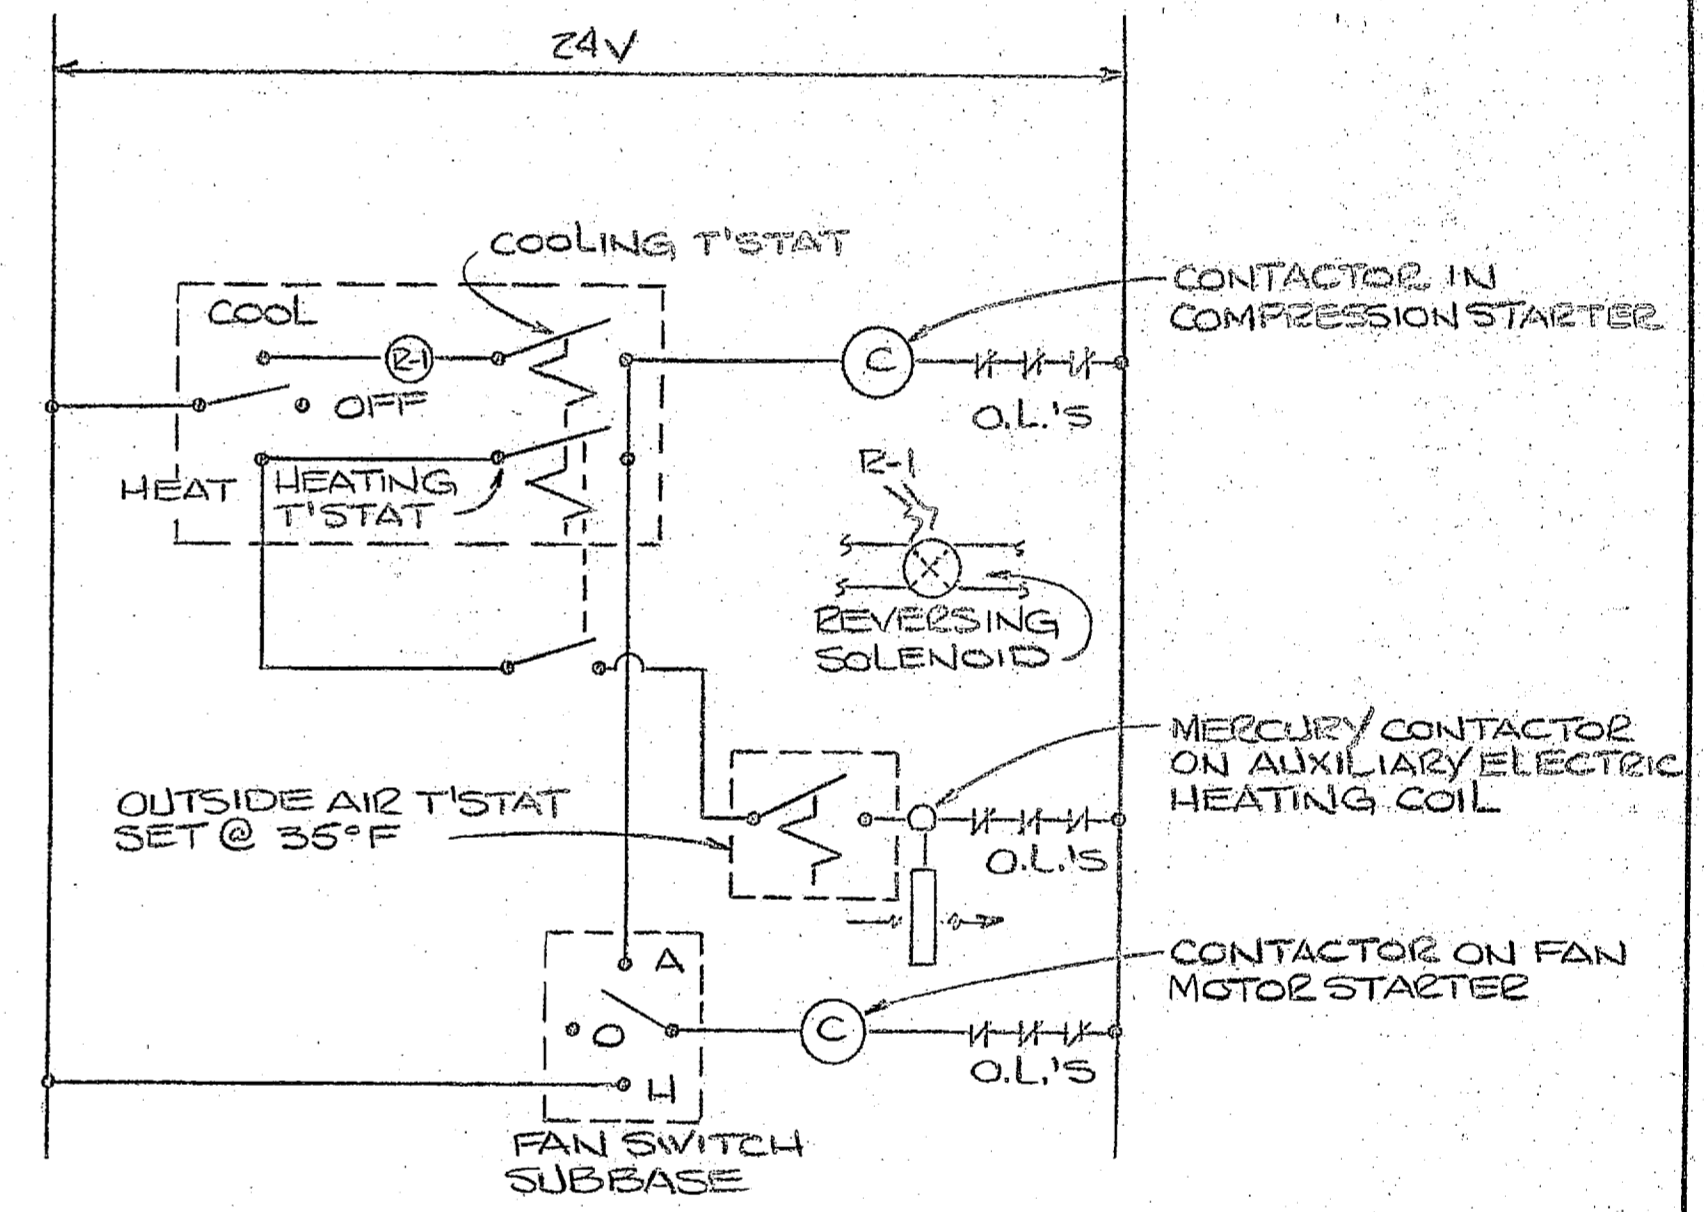 24V
COOLING T'STAT
CONTACTOR IN
COMPRESSION STARTER
COOL
R-1
C
OFF
O.L.'S
HEAT
HEATING
T'STAT
R-1
REVERSING
SOLENOID
MERCURY CONTACTOR
ON AUXILIARY ELECTRIC
HEATING COIL
OUTSIDE AIR T'STAT
SET @ 35°F
O.L.'S
A
CONTACTOR ON FAN
MOTOR STARTER
O
C
O.L.'S
H
FAN SWITCH
SUBBASE